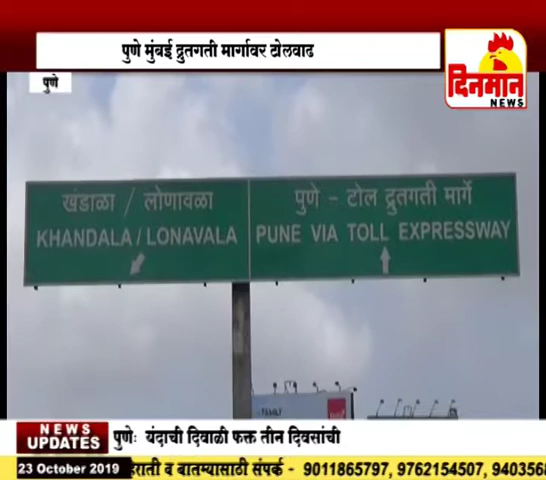 पुणे मुंबई द्रुतगती मार्गावर टोलवाढ
दिनमान
NEWS
पुणे
खंडाळा / लोणावळा
KHANDALA / LONAVALA
पुणे - टोल द्रुतगती मार्गे
PUNE VIA TOLL EXPRESSWAY
NEWS
UPDATES
पुणेः यंदाची दिवाळी फक्त तीन दिवसांची
23 October 2019
व बातम्यासाठी संपर्क - 9011865797, 9762154507,